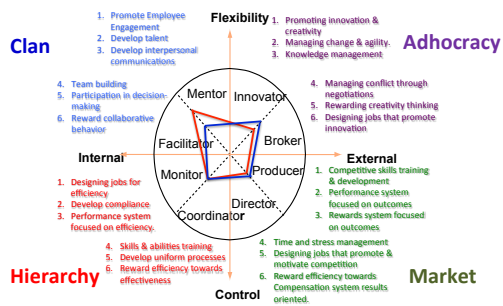 Clan
1. Promote Employee
Engagement
2. Develop talent
3. Develop interpersonal
communications
Flexibility
1. Promoting innovation &
creativity
2. Managing change & agility.
3. Knowledge management
Adhocracy
4. Team building
5. Participation in decision-
making
6. Reward collaborative
behavior
Mentor
Innovator
4. Managing conflict through
negotiations
5. Rewarding creativity thinking
6. Designing jobs that promote
innovation
Facilitator
Broker
Internal
External
Monitor
Producer
Coordinator
Director
1. Designing jobs for
efficiency
2. Develop compliance
3. Performance system
focused on efficiency.
1. Competitive skills training
& development
2. Performance system
focused on outcomes
3. Rewards system focused
on outcomes
4. Skills & abilities training
5. Develop uniform processes
6. Reward efficiency towards
effectiveness
4. Time and stress management
5. Designing jobs that promote &
motivate competition
6. Reward efficiency towards
Compensation system results
oriented.
Hierarchy
Control
Market